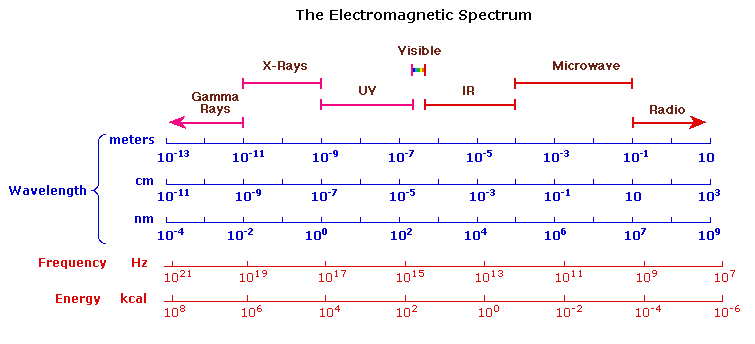 The Electromagnetic Spectrum
Visible
X-Rays
Microwave
UV
IR
Gamma
Rays
Radio
meters
10⁻¹³ 10⁻¹¹ 10⁻⁹ 10⁻⁷ 10⁻⁵ 10⁻³ 10⁻¹ 10
Wavelength
cm
10⁻¹¹ 10⁻⁹ 10⁻⁷ 10⁻⁵ 10⁻³ 10⁻¹ 10 10³
nm
10⁻⁴ 10⁻² 10⁰ 10² 10⁴ 10⁶ 10⁷ 10⁹
Frequency Hz
10²¹ 10¹⁹ 10¹⁷ 10¹⁵ 10¹³ 10¹¹ 10⁹ 10⁷
Energy kcal
10⁸ 10⁶ 10⁴ 10² 10⁰ 10⁻² 10⁻⁴ 10⁻⁶